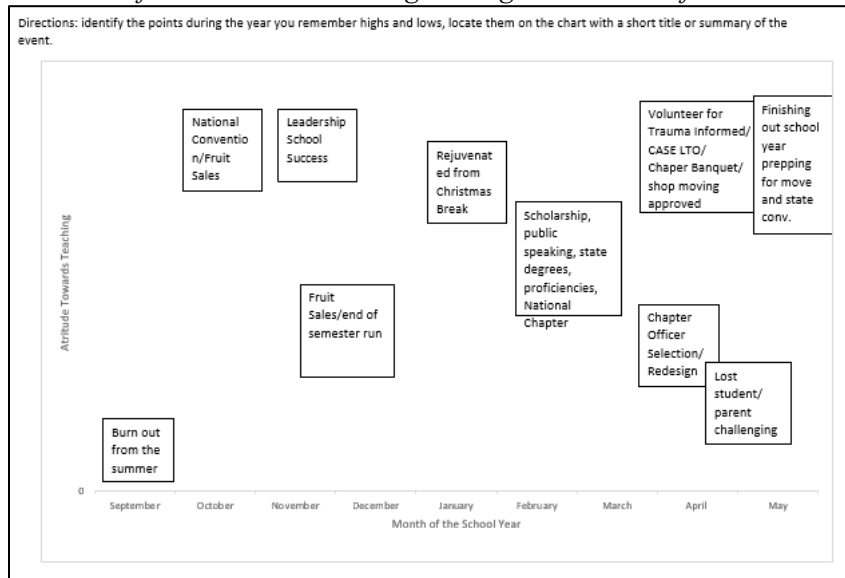 Directions: identify the points during the year you remember highs and lows, locate them on the chart with a short title or summary of the
event.
National
Conventio
n/Fruit
Sales
Leadership
School
Success
Rejuvenat
ed from
Christmas
Break
Volunteer for
Trauma Informed/
CASE LTO/
Chaper Banquet/
shop moving
approved
Finishing
out school
year
prepping
for move
and state
conv.
Scholarship,
public
speaking, state
degrees,
proficiencies,
National
Chapter
Fruit
Sales/end of
semester run
Chapter
Officer
Selection/
Redesign
Lost
student/
parent
challenging
Burn out
from the
summer
Atritude Towards Teaching
0
September October November December January February March April May
Month of the School Year